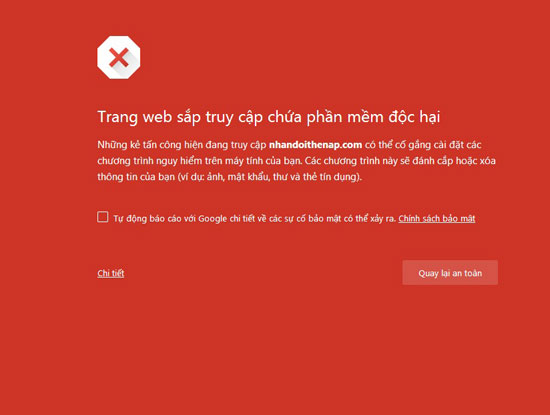 Trang web sắp truy cập chứa phần mềm độc hại
Những kẻ tấn công hiện đang truy cập nhandoithenap.com có thể cố gắng cài đặt các
chương trình nguy hiểm trên máy tính của bạn. Các chương trình này sẽ đánh cắp hoặc xóa
thông tin của bạn (ví dụ: ảnh, mật khẩu, thư và thẻ tín dụng).
Tự động báo cáo với Google chi tiết về các sự cố bảo mật có thể xảy ra. Chính sách bảo mật
Chi tiết
Quay lại an toàn